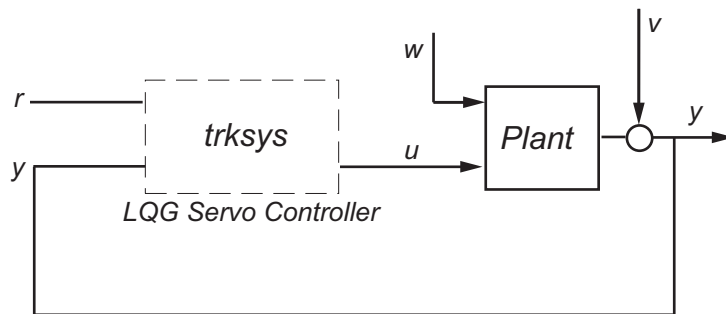 v
w
r
trksys
Plant
y
y
u
LQG Servo Controller